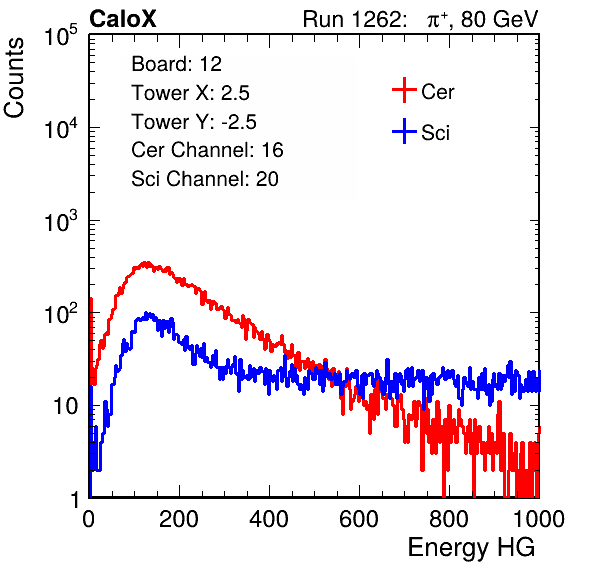 CaloX Run 1262: π⁺, 80 GeV
Counts
10⁵
10⁴
10³
10²
10
1
Board: 12
Tower X: 2.5
Tower Y: -2.5
Cer Channel: 16
Sci Channel: 20
Cer
Sci
0 200 400 600 800 1000
Energy HG